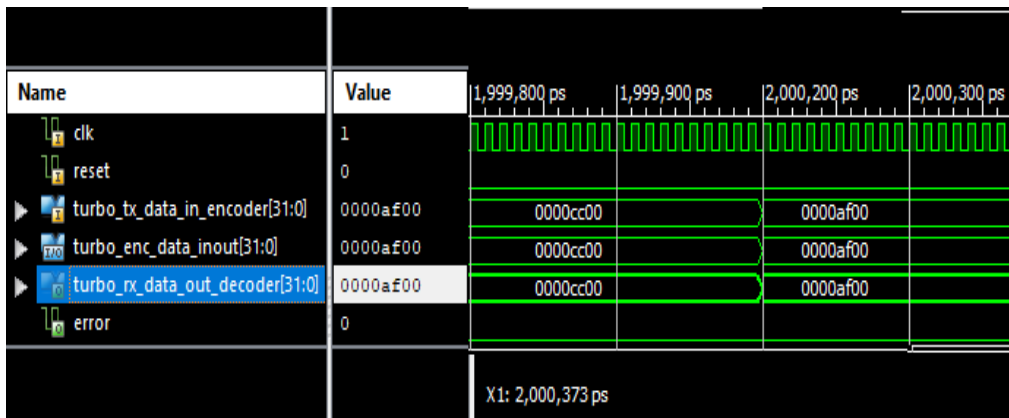 Name Value 1,999,800 ps 1,999,900 ps 2,000,200 ps 2,000,300 ps
clk 1
reset 0
turbo_tx_data_in_encoder[31:0] 0000af00 0000cc00 0000af00
turbo_enc_data_inout[31:0] 0000af00 0000cc00 0000af00
turbo_rx_data_out_decoder[31:0] 0000af00 0000cc00 0000af00
error 0
X1: 2,000,373 ps